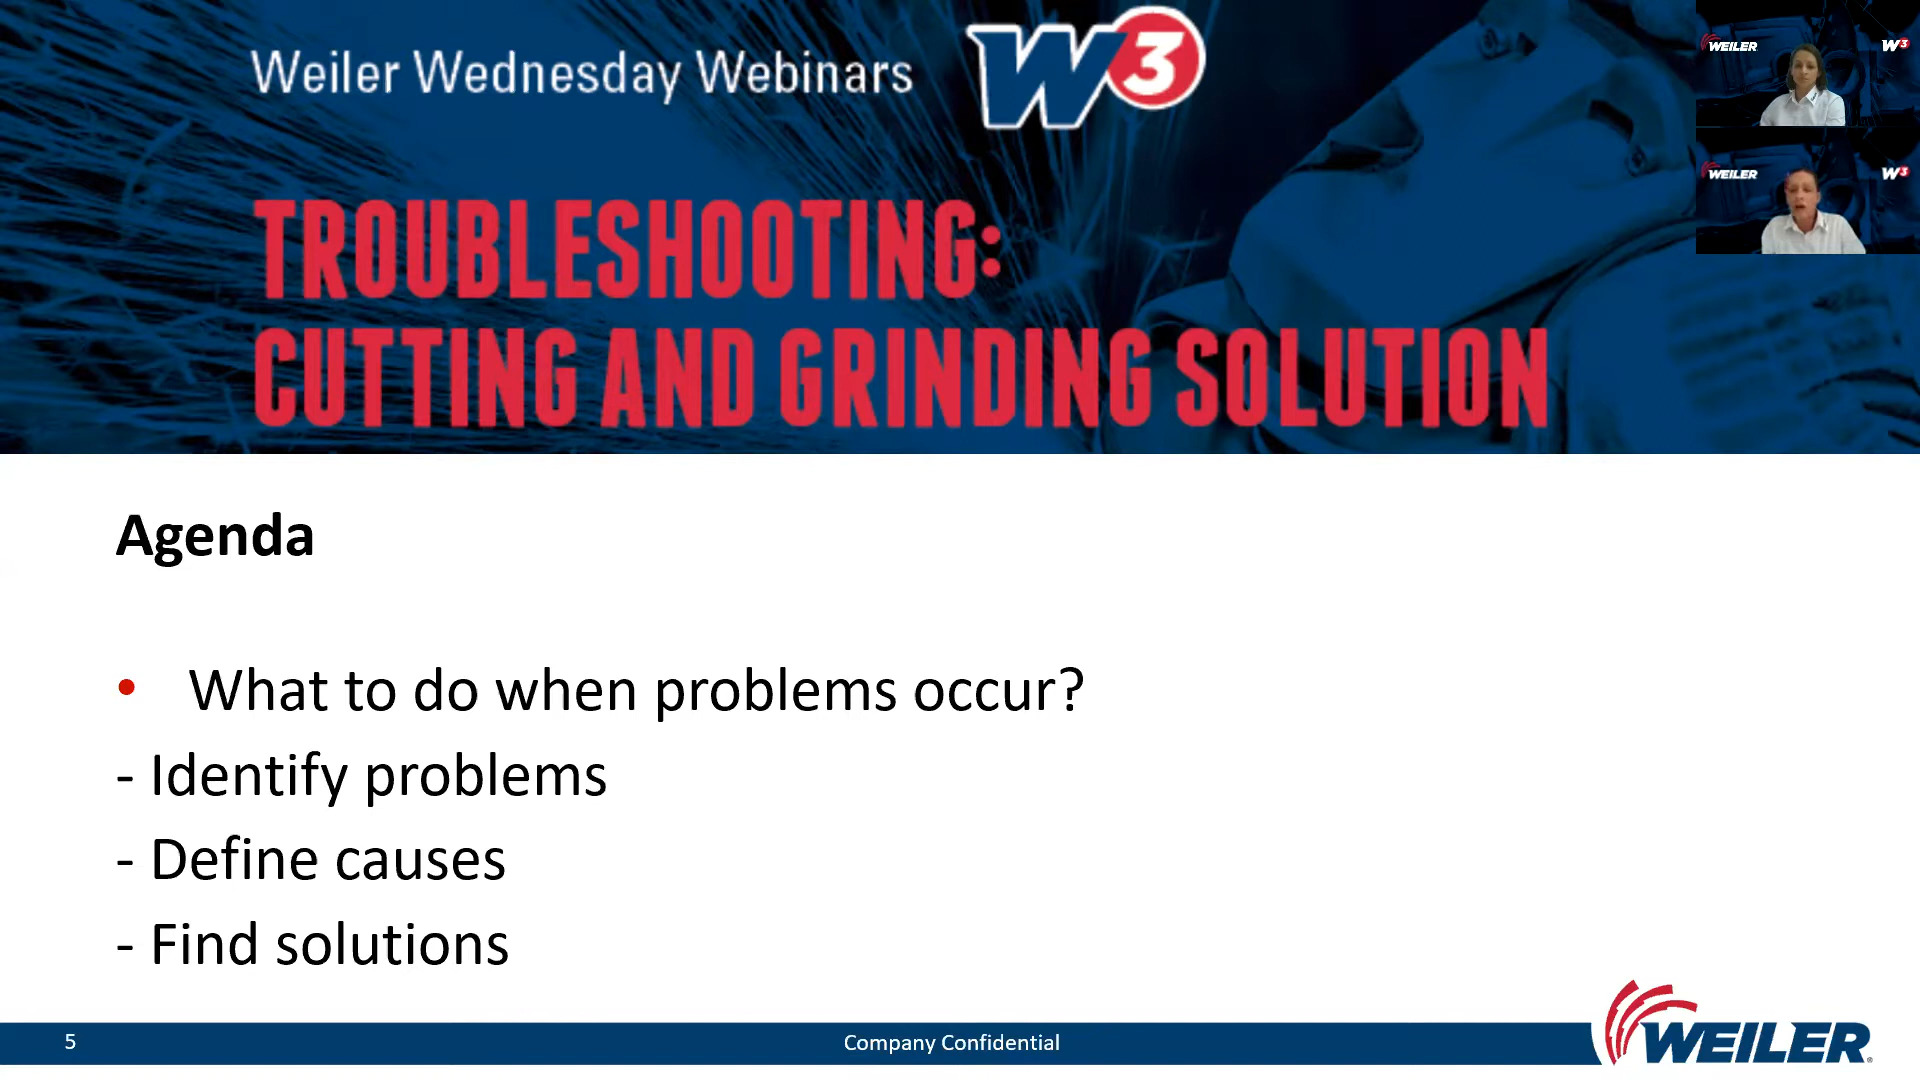 Weiler Wednesday Webinars W3
TROUBLESHOOTING:
CUTTING AND GRINDING SOLUTION
WEILER W3
WEILER W3
Agenda
• What to do when problems occur?
- Identify problems
- Define causes
- Find solutions
5
Company Confidential
WEILER